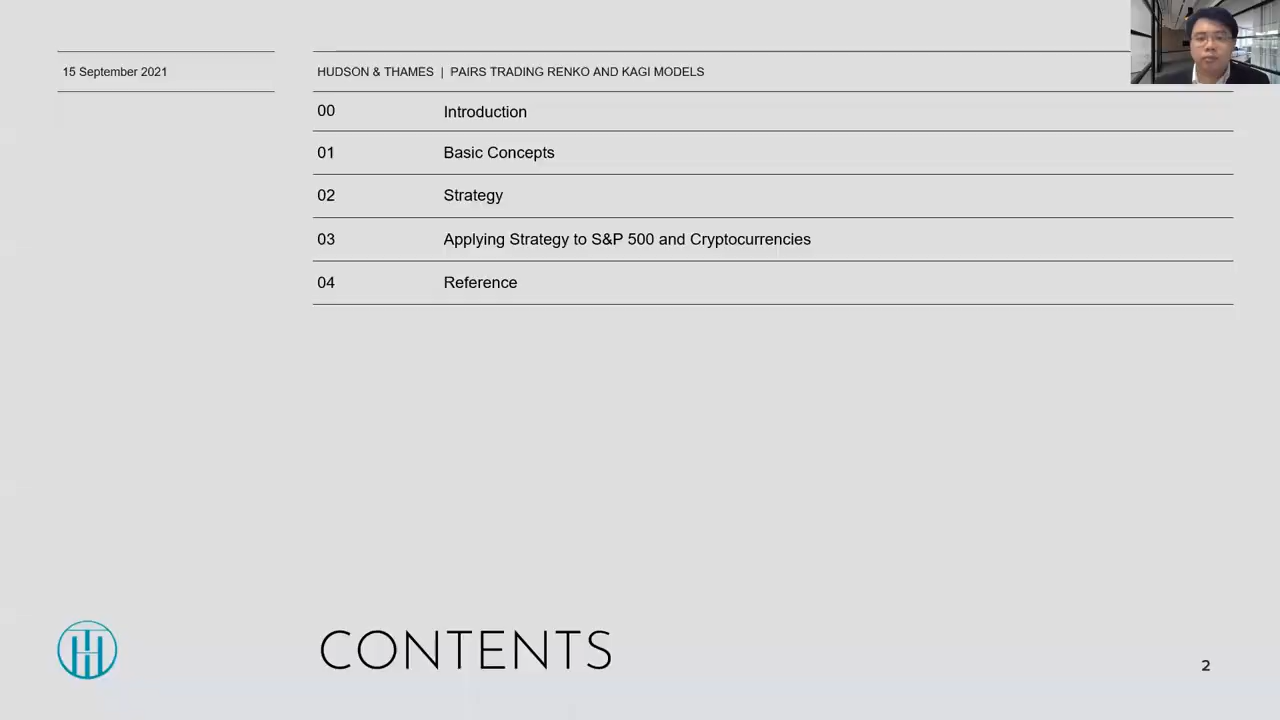 15 September 2021
HUDSON & THAMES | PAIRS TRADING RENKO AND KAGI MODELS
00 Introduction
01 Basic Concepts
02 Strategy
03 Applying Strategy to S&P 500 and Cryptocurrencies
04 Reference
CONTENTS
2